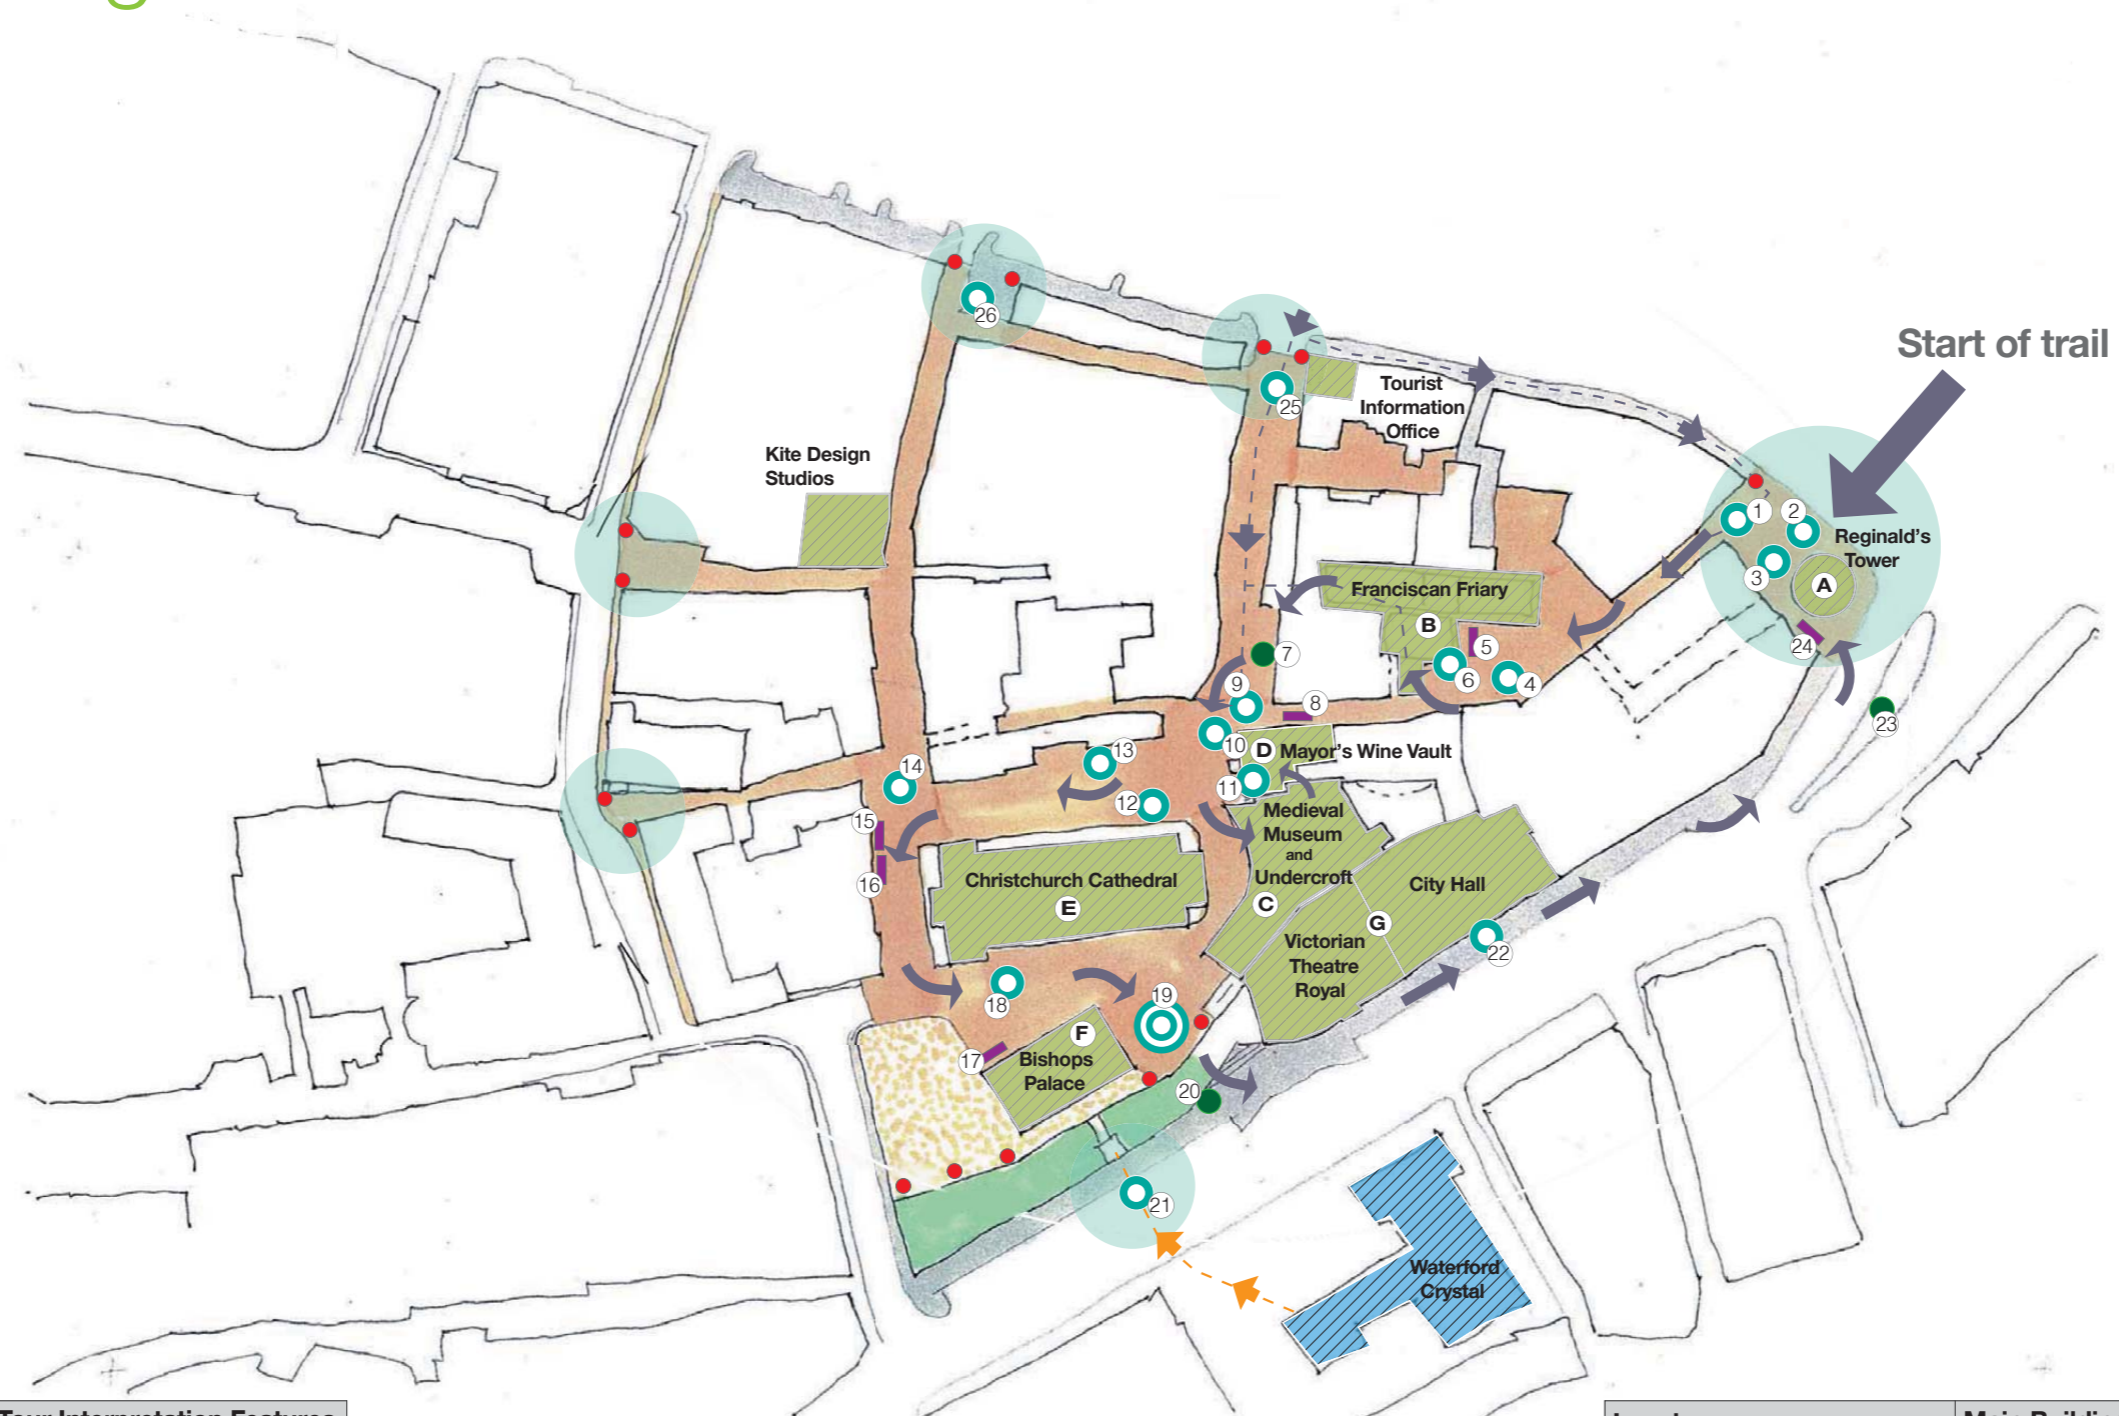 Start of trail
26
25
Tourist
Information
Office
Kite Design
Studios
1
2
Reginald's
Tower
3
A
Franciscan Friary
B
5
24
7
6
4
9
8
23
10
D
Mayor's Wine Vault
13
14
11
12
Medieval
Museum
and
Undercroft
15
16
Christchurch Cathedral
E
City Hall
C
G
Victorian
Theatre
Royal
22
18
19
F
17
Bishops
Palace
20
21
Waterford
Crystal
Tour Interpretation Features